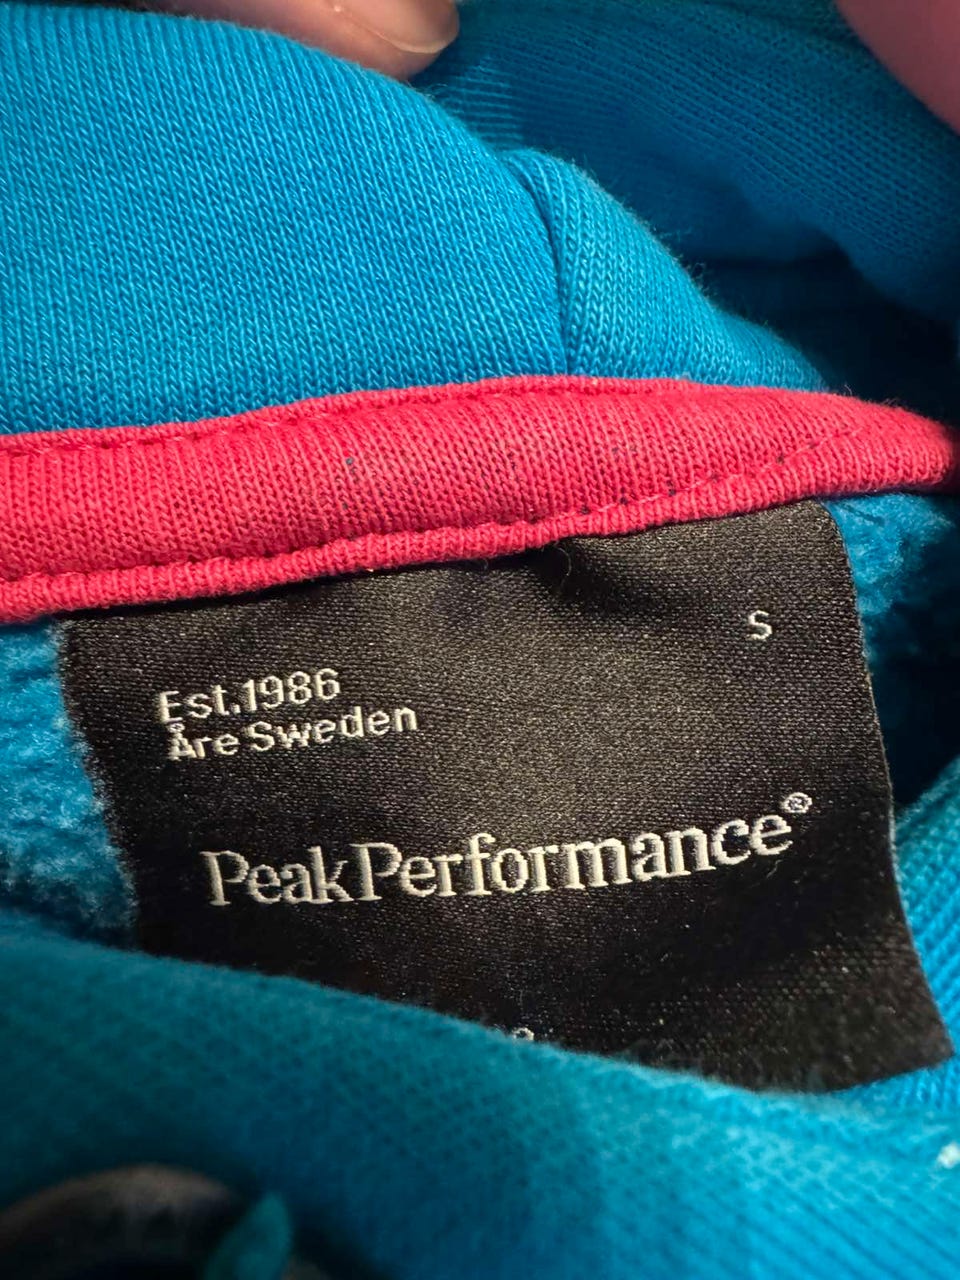 S
Est.1986
Åre Sweden
PeakPerformance®